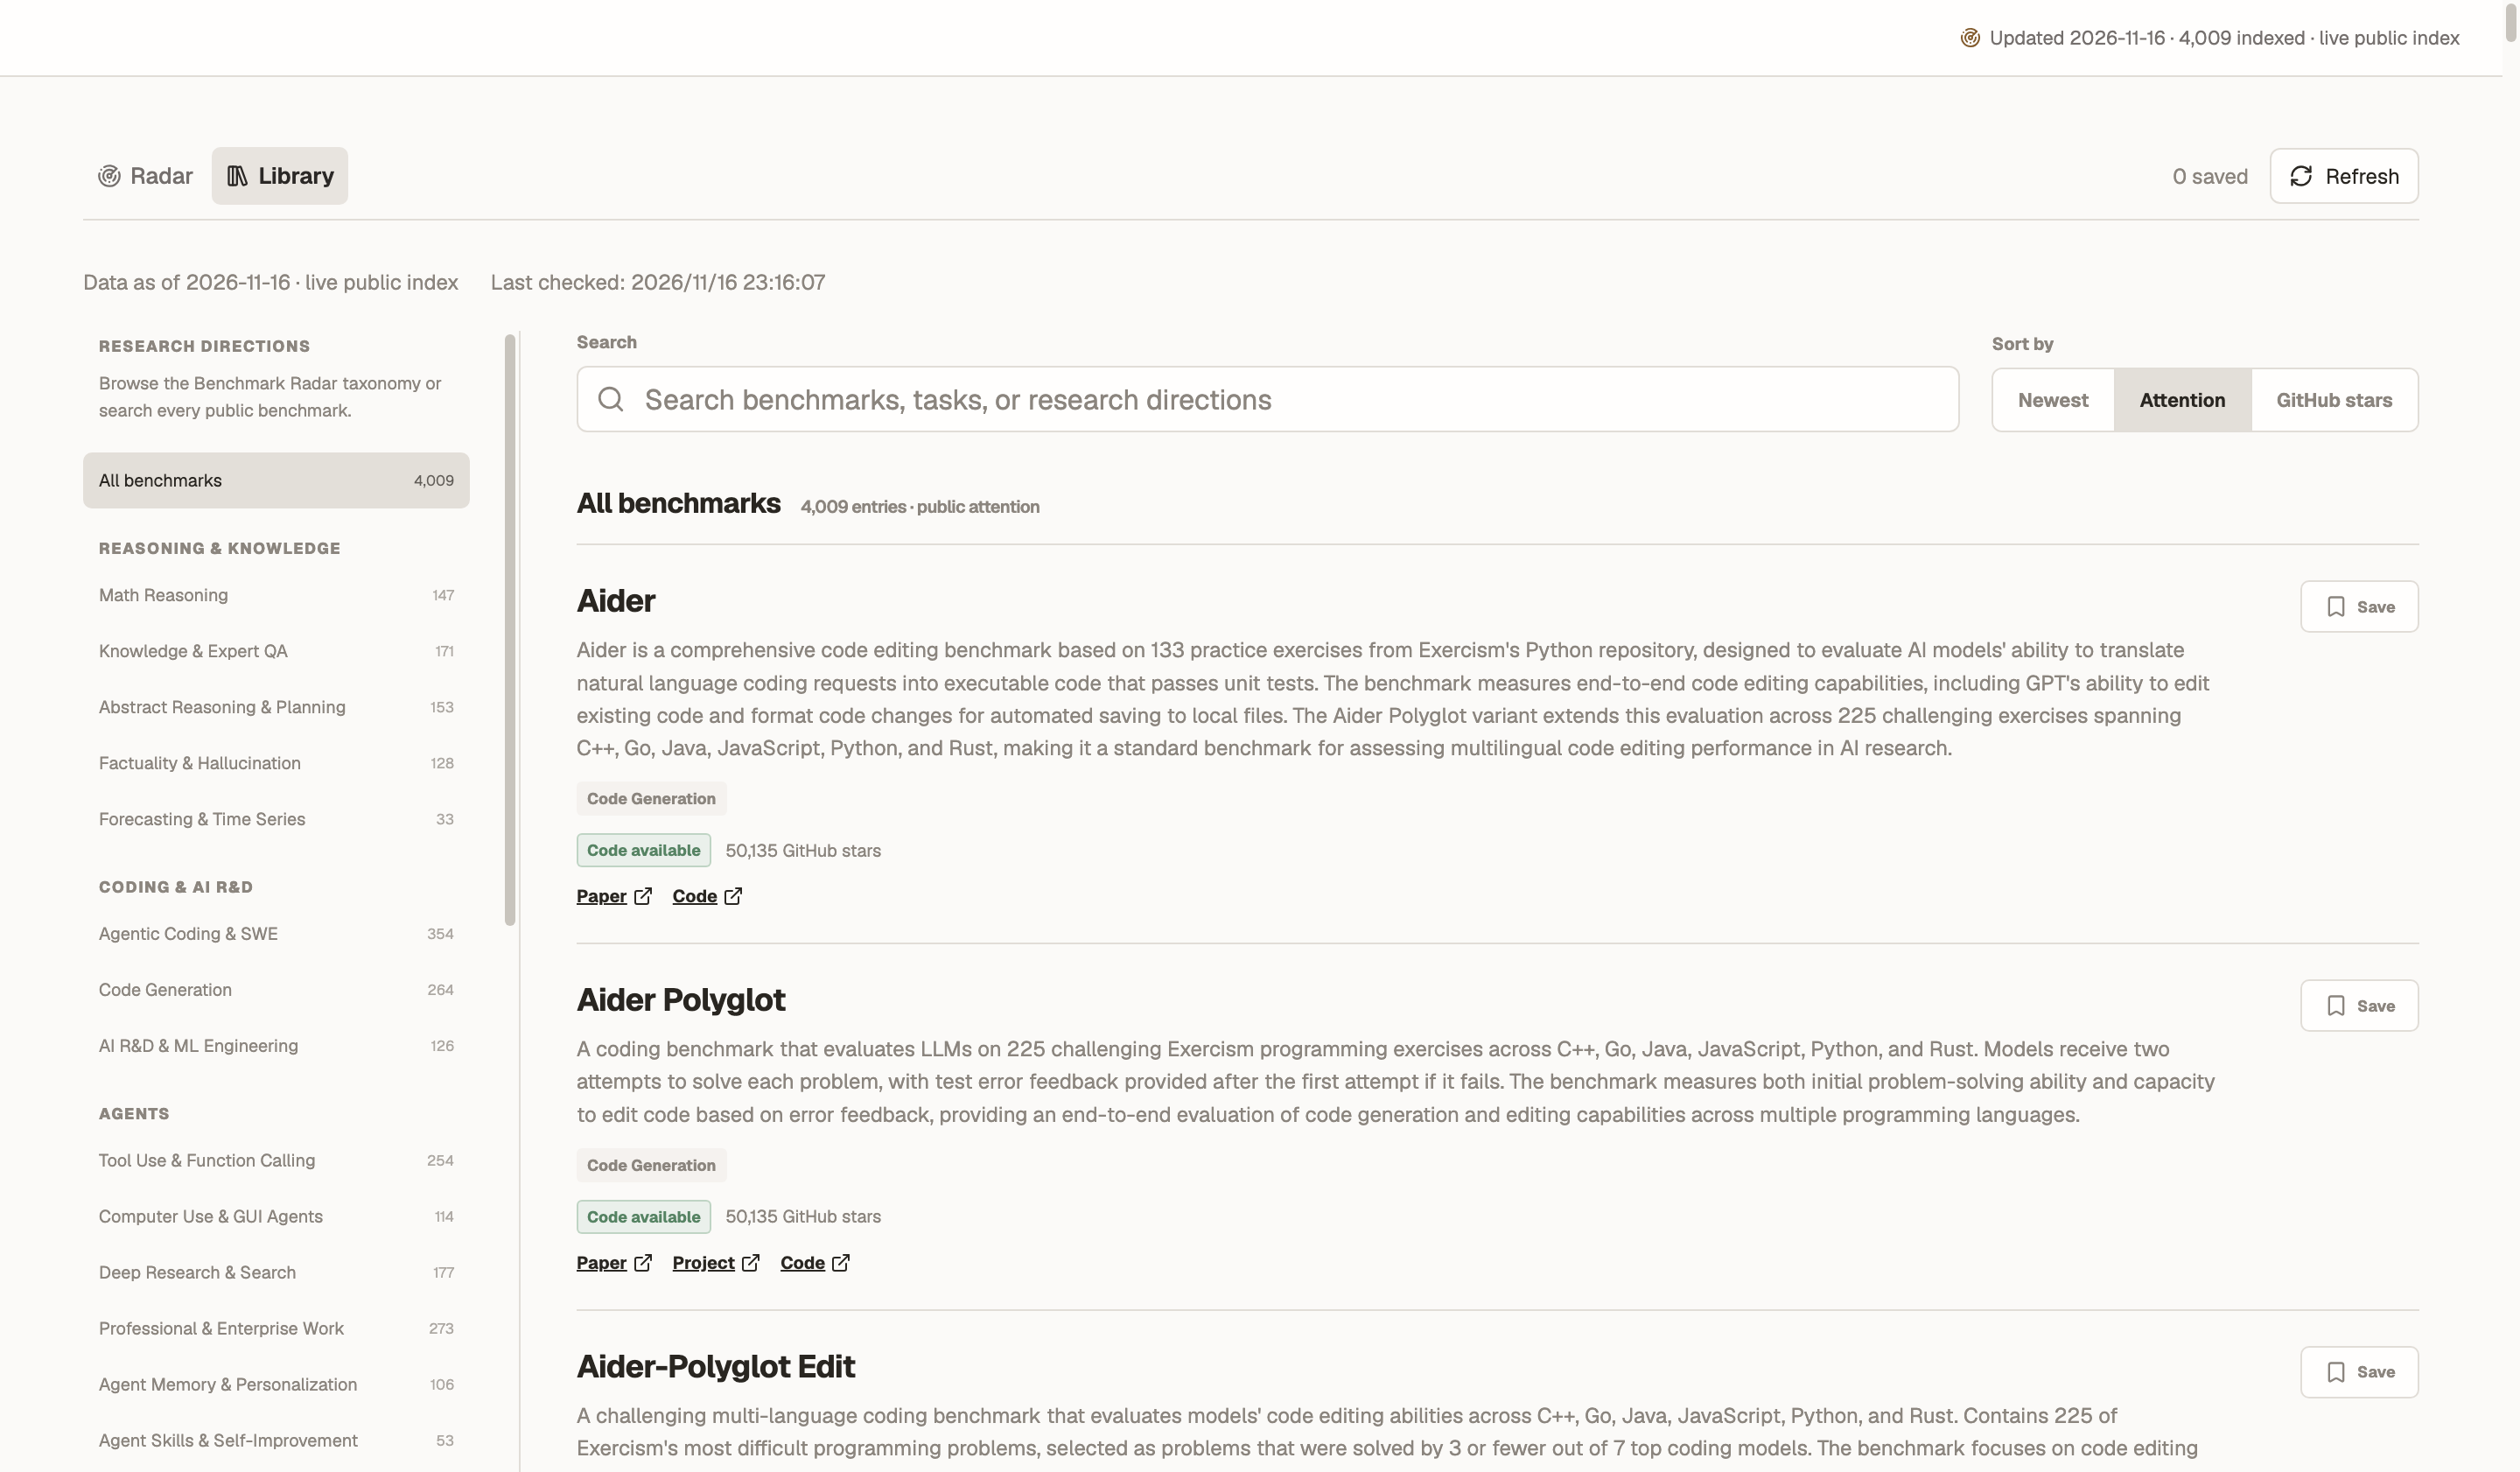 Updated 2026-11-16 · 4,009 indexed · live public index
Radar
Library
0 saved
Refresh
Data as of 2026-11-16 · live public index
Last checked: 2026/11/16 23:16:07
RESEARCH DIRECTIONS
Browse the Benchmark Radar taxonomy or
search every public benchmark.
All benchmarks 4,009
REASONING & KNOWLEDGE
Math Reasoning 147
Knowledge & Expert QA 171
Abstract Reasoning & Planning 153
Factuality & Hallucination 128
Forecasting & Time Series 33
CODING & AI R&D
Agentic Coding & SWE 354
Code Generation 264
AI R&D & ML Engineering 126
AGENTS
Tool Use & Function Calling 254
Computer Use & GUI Agents 114
Deep Research & Search 177
Professional & Enterprise Work 273
Agent Memory & Personalization 106
Agent Skills & Self-Improvement 53
Search
Search benchmarks, tasks, or research directions
Sort by
Newest
Attention
GitHub stars
All benchmarks 4,009 entries · public attention
Aider
Save
Aider is a comprehensive code editing benchmark based on 133 practice exercises from Exercism's Python repository, designed to evaluate AI models' ability to translate
natural language coding requests into executable code that passes unit tests. The benchmark measures end-to-end code editing capabilities, including GPT's ability to edit
existing code and format code changes for automated saving to local files. The Aider Polyglot variant extends this evaluation across 225 challenging exercises spanning
C++, Go, Java, JavaScript, Python, and Rust, making it a standard benchmark for assessing multilingual code editing performance in AI research.
Code Generation
Code available 50,135 GitHub stars
Paper Code
Aider Polyglot
Save
A coding benchmark that evaluates LLMs on 225 challenging Exercism programming exercises across C++, Go, Java, JavaScript, Python, and Rust. Models receive two
attempts to solve each problem, with test error feedback provided after the first attempt if it fails. The benchmark measures both initial problem-solving ability and capacity
to edit code based on error feedback, providing an end-to-end evaluation of code generation and editing capabilities across multiple programming languages.
Code Generation
Code available 50,135 GitHub stars
Paper Project Code
Aider-Polyglot Edit
Save
A challenging multi-language coding benchmark that evaluates models' code editing abilities across C++, Go, Java, JavaScript, Python, and Rust. Contains 225 of
Exercism's most difficult programming problems, selected as problems that were solved by 3 or fewer out of 7 top coding models. The benchmark focuses on code editing